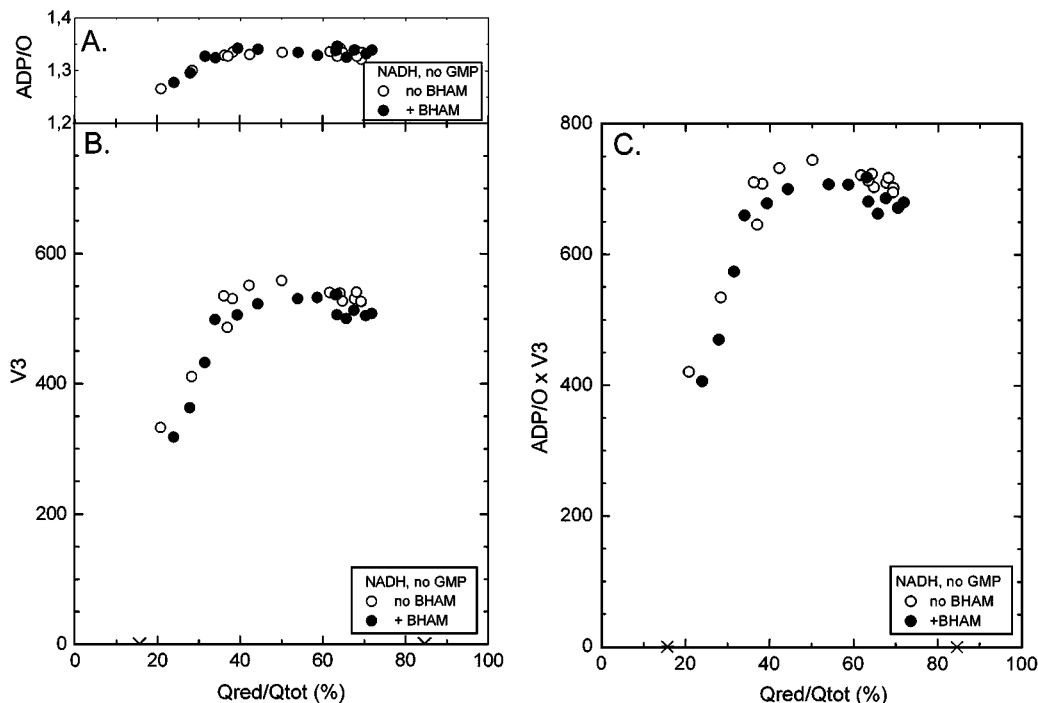 A.
ADP/O
1,4
1,3
1,2
NADH, no GMP
no BHAM
+ BHAM
B.
V3
600
400
200
0
NADH, no GMP
no BHAM
+ BHAM
0 20 40 60 80 100
Qred/Qtot (%)
C.
ADP/O x V3
800
600
400
200
0
NADH, no GMP
no BHAM
+BHAM
0 20 40 60 80 100
Qred/Qtot (%)